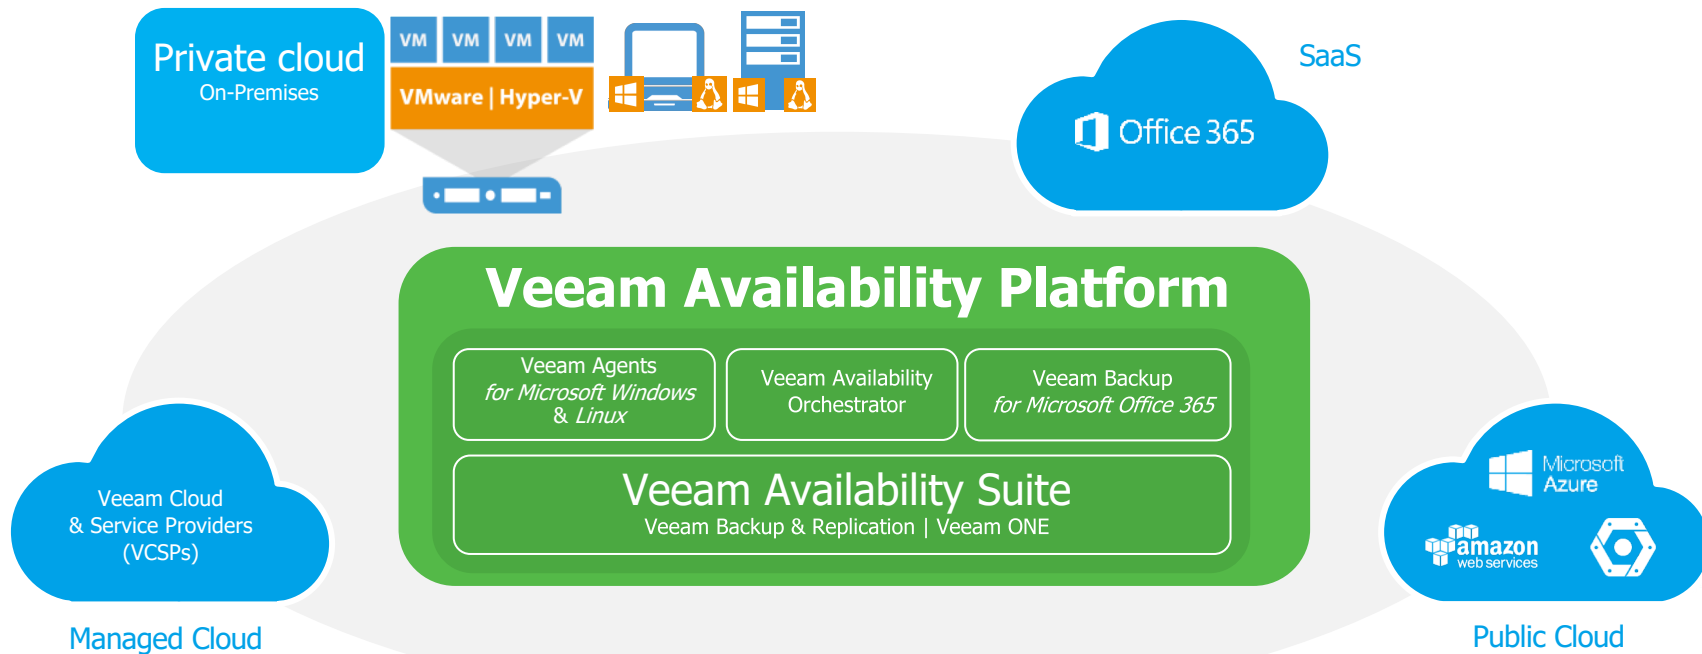 Private cloud
On-Premises
VM VM VM VM
VMware | Hyper-V
SaaS
Office 365
Veeam Availability Platform
Veeam Agents
for Microsoft Windows
& Linux
Veeam Availability
Orchestrator
Veeam Backup
for Microsoft Office 365
Veeam Availability Suite
Veeam Backup & Replication | Veeam ONE
Veeam Cloud
& Service Providers
(VCSPs)
Managed Cloud
Microsoft
Azure
amazon
web services
Public Cloud